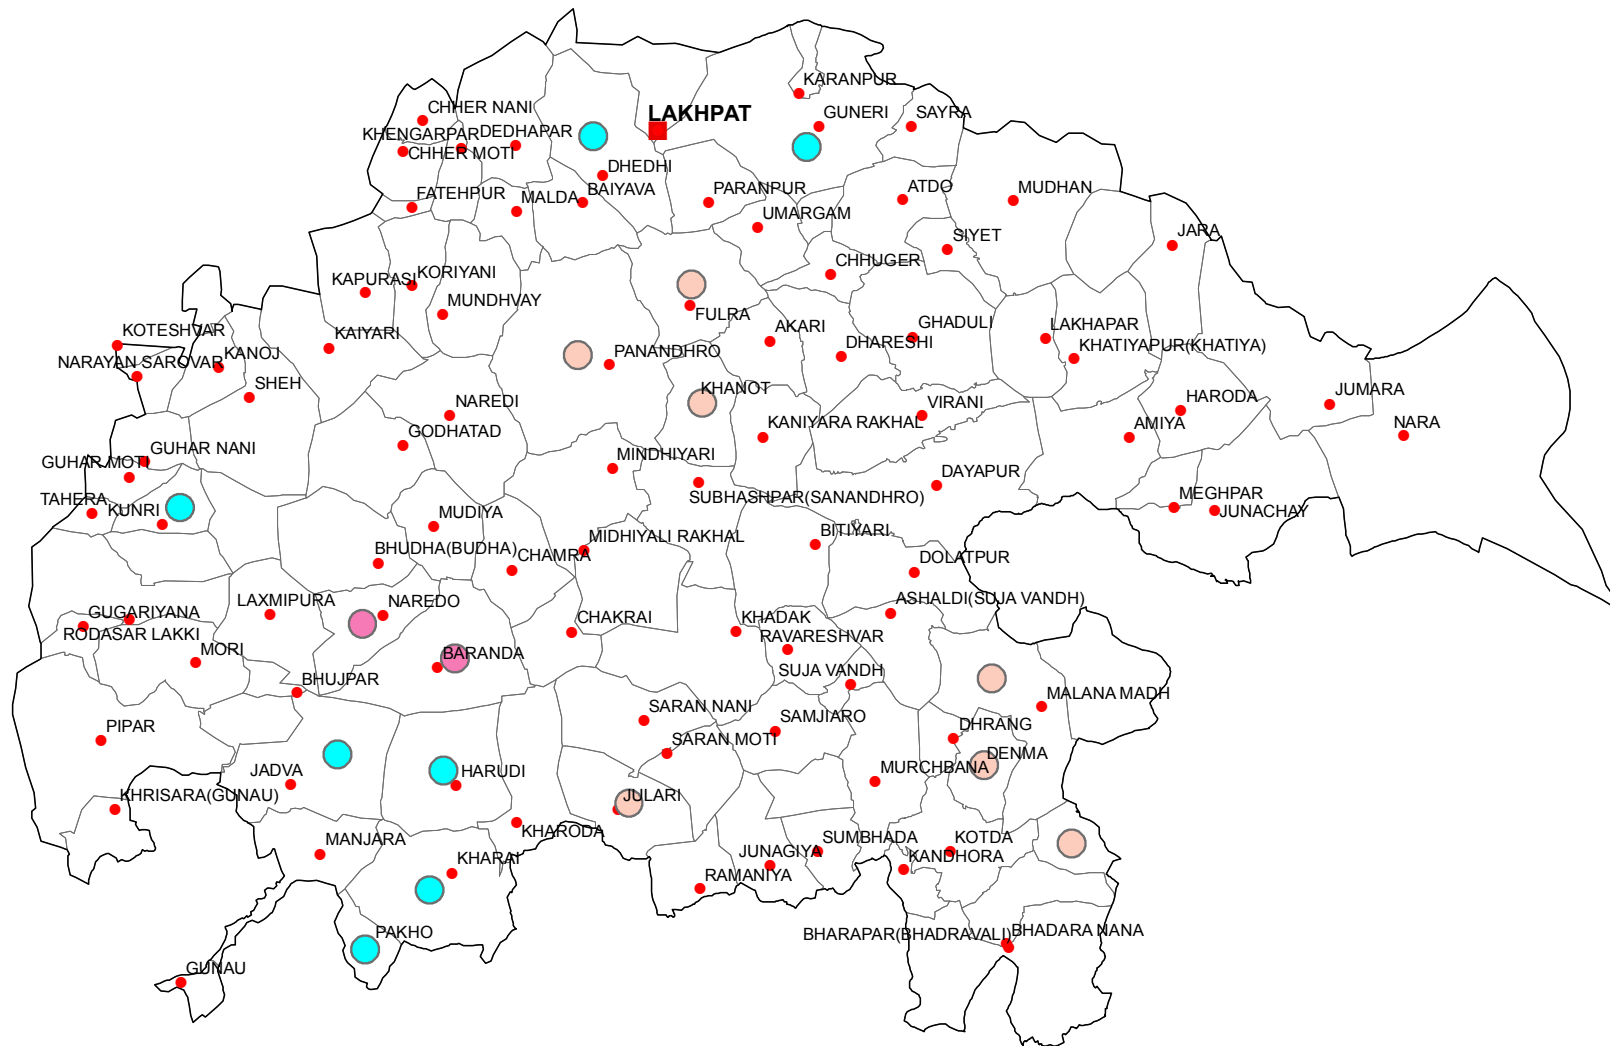 KARANPUR
CHHER NANI
LAKHPAT
GUNERI
SAYRA
KHENGARPAR
DEDHAPAR
CHHER MOTI
DHEDHI
FATEHPUR
MALDA
BAIYAVA
PARANPUR
ATDO
MUDHAN
UMARGAM
SIYET
JARA
KAPURASI
KORIYANI
CHHUGER
MUNDHVAY
FULRA
KOTESHVAR
KAIYARI
AKARI
GHADULI
LAKHAPAR
NARAYAN SAROVAR
KANOJ
PANANDHRO
DHARESHI
KHATIYAPUR(KHATIYA)
SHEH
KHANOT
NAREDI
VIRANI
HARODA
JUMARA
GODHATAD
KANIYARA RAKHAL
AMIYA
NARA
GUHAR NANI
GUHAR MOTI
MINDHIYARI
DAYAPUR
TAHERA
KUNRI
SUBHASHPAR(SANANDHRO)
MEGHPAR
JUNACHAY
MUDIYA
MIDHIYALI RAKHAL
BITIYARI
BHUDHA(BUDHA)
CHAMRA
DOLATPUR
LAXMIPURA
NAREDO
ASHALDI(SUJA VANDH)
GUGARIYANA
RODASAR LAKKI
CHAKRAI
KHADAK
RAVARESHVAR
MORI
BARANDA
SUJA VANDH
BHUJPAR
MALANA MADH
SARAN NANI
PIPAR
SAMJIARO
DHRANG
SARAN MOTI
DENMA
JADVA
HARUDI
MURCHBANA
KHRISARA(GUNAU)
JULARI
MANJARA
KHARODA
SUMBHADA
KOTDA
KHARAI
JUNAGIYA
KANDHORA
RAMANIYA
PAKHO
BHARAPAR(BHADRAVALI)
BHADARA NANA
GUNAU